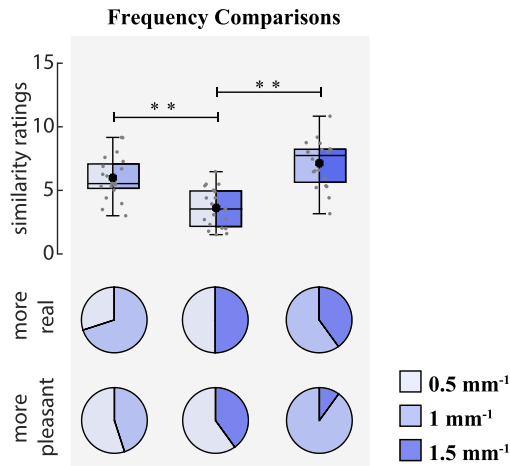 Frequency Comparisons
15
10
5
0
similarity ratings
* *
* *
more
real
more
pleasant
0.5 mm⁻¹
1 mm⁻¹
1.5 mm⁻¹